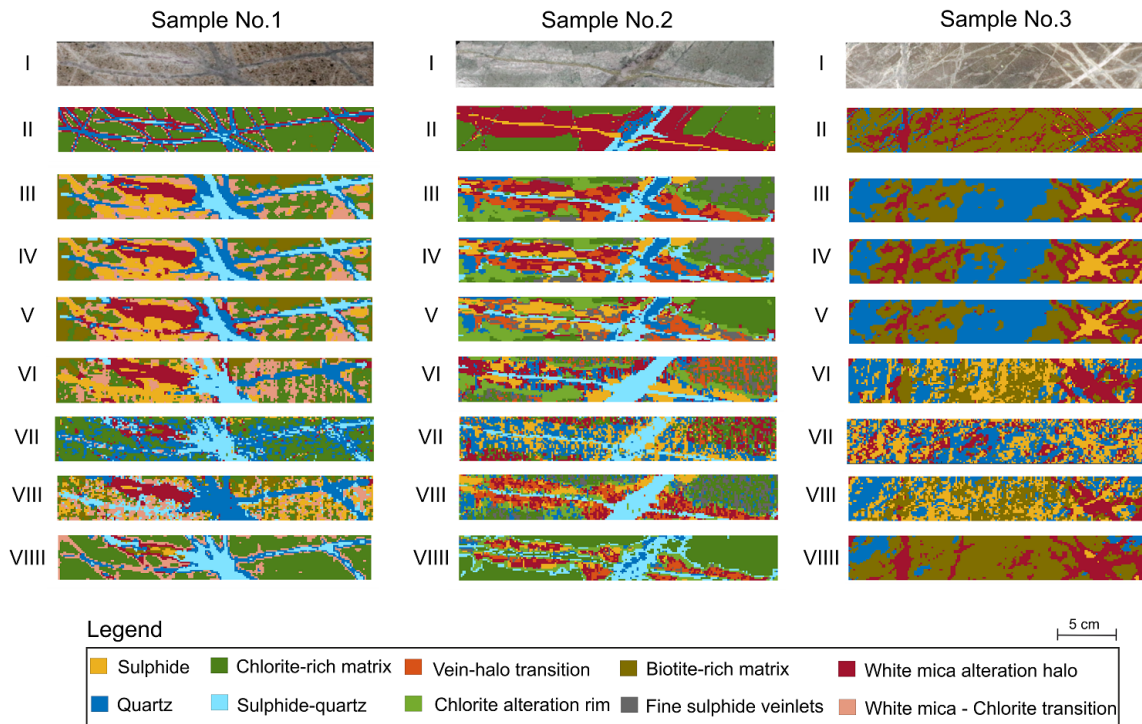 Sample No.1 Sample No.2 Sample No.3
I I I
II II II
III III III
IV IV IV
V V V
VI VI VI
VII VII VII
VIII VIII VIII
VIIII VIIII VIIII
5 cm
Legend
Sulphide Chlorite-rich matrix Vein-halo transition Biotite-rich matrix White mica alteration halo
Quartz Sulphide-quartz Chlorite alteration rim Fine sulphide veinlets White mica - Chlorite transition